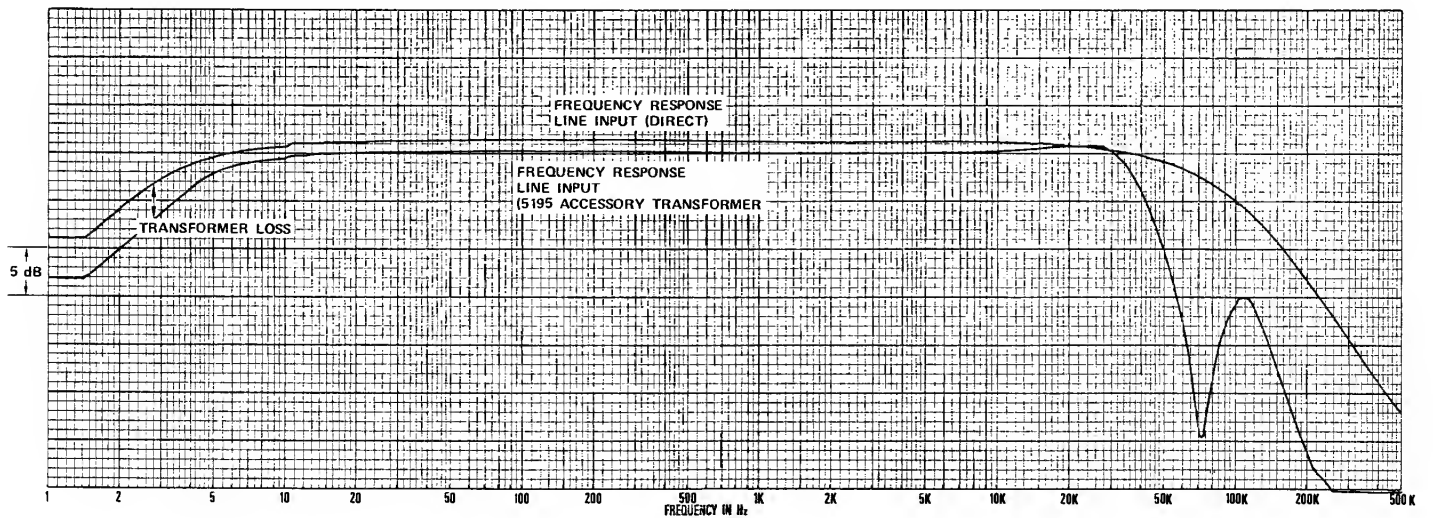 FREQUENCY RESPONSE
LINE INPUT (DIRECT)
FREQUENCY RESPONSE
LINE INPUT
(5195 ACCESSORY TRANSFORMER
TRANSFORMER LOSS
5 dB
1 2 5 10 20 50 100 200 500 1K 2K 5K 10K 20K 50K 100K 200K 500 K
FREQUENCY IN Hz